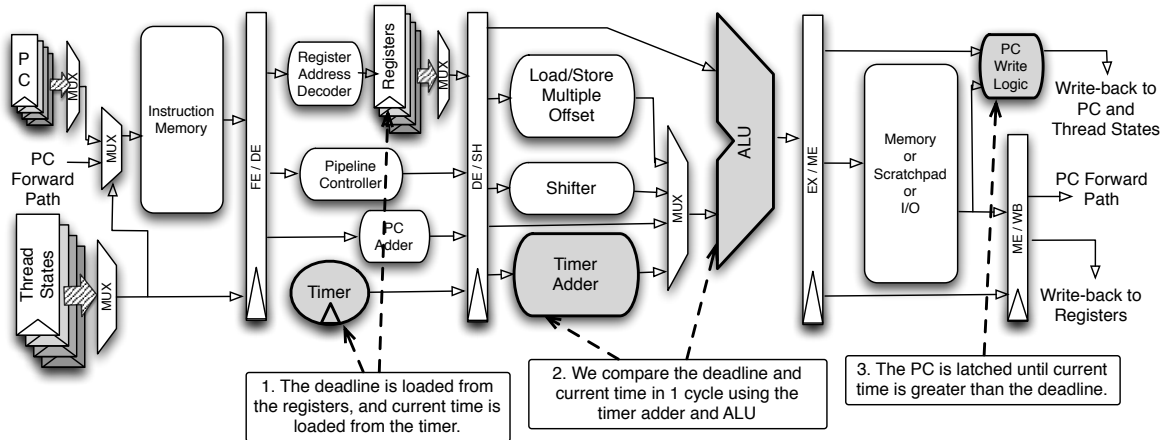 P
C
MUX
MUX
PC
Forward
Path
Thread
States
MUX
Instruction
Memory
FE / DE
Register
Address
Decoder
Registers
MUX
Pipeline
Controller
PC
Adder
Timer
DE / SH
Load/Store
Multiple
Offset
Shifter
Timer
Adder
MUX
ALU
EX / ME
Memory
or
Scratchpad
or
I/O
PC
Write
Logic
ME / WB
Write-back to
PC and
Thread States
PC Forward
Path
Write-back to
Registers
1. The deadline is loaded from
the registers, and current time is
loaded from the timer.
2. We compare the deadline and
current time in 1 cycle using the
timer adder and ALU
3. The PC is latched until current
time is greater than the deadline.